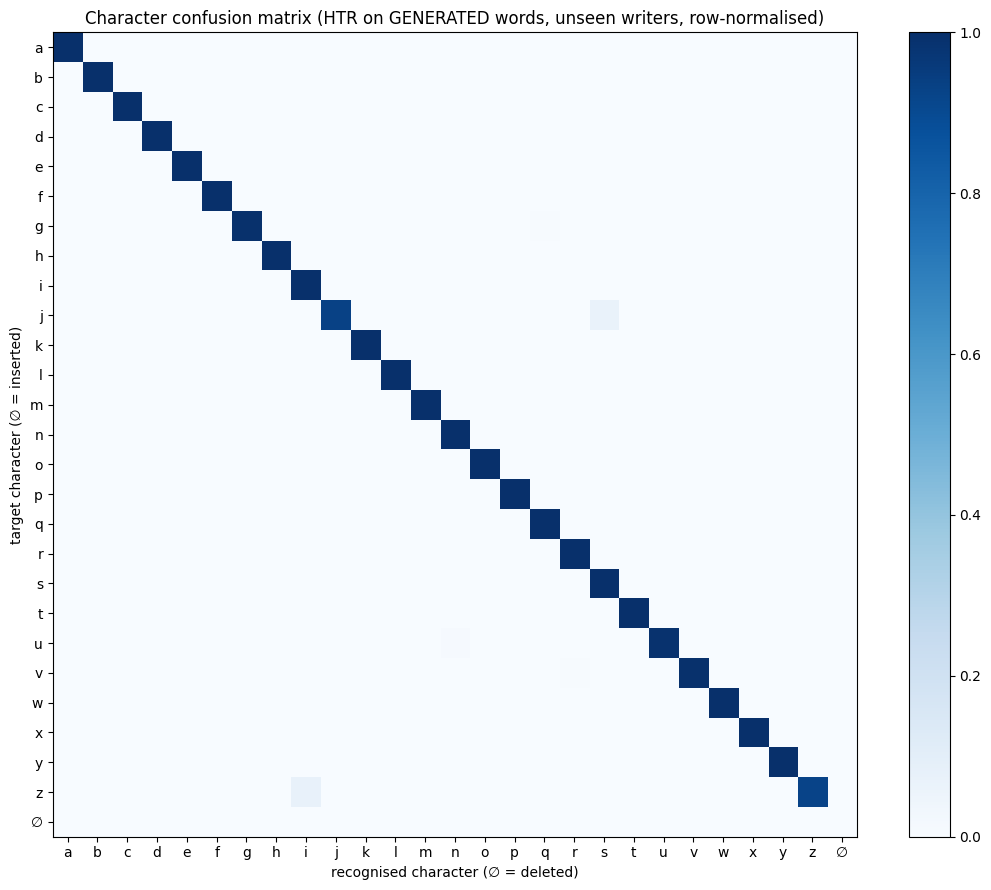 Character confusion matrix (HTR on GENERATED words, unseen writers, row-normalised)
a
b
c
d
e
f
g
h
i
j
k
l
m
n
o
p
q
r
s
t
u
v
w
x
y
z
∅
target character (∅ = inserted)
a b c d e f g h i j k l m n o p q r s t u v w x y z ∅
recognised character (∅ = deleted)
1.0
0.8
0.6
0.4
0.2
0.0